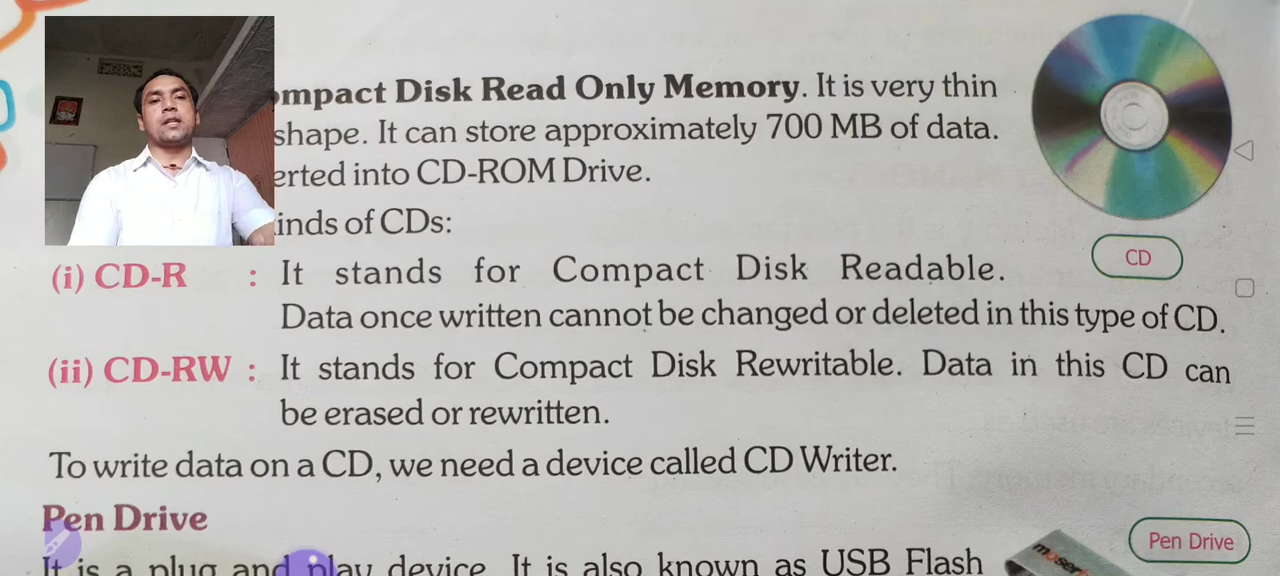 ompact Disk Read Only Memory. It is very thin
shape. It can store approximately 700 MB of data.
erted into CD-ROM Drive.
inds of CDs:
CD
(i) CD-R : It stands for Compact Disk Readable.
Data once written cannot be changed or deleted in this type of CD.
(ii) CD-RW : It stands for Compact Disk Rewritable. Data in this CD can
be erased or rewritten.
To write data on a CD, we need a device called CD Writer.
Pen Drive
Pen Drive
It is a plug and play device. It is also known as USB Flash
moser